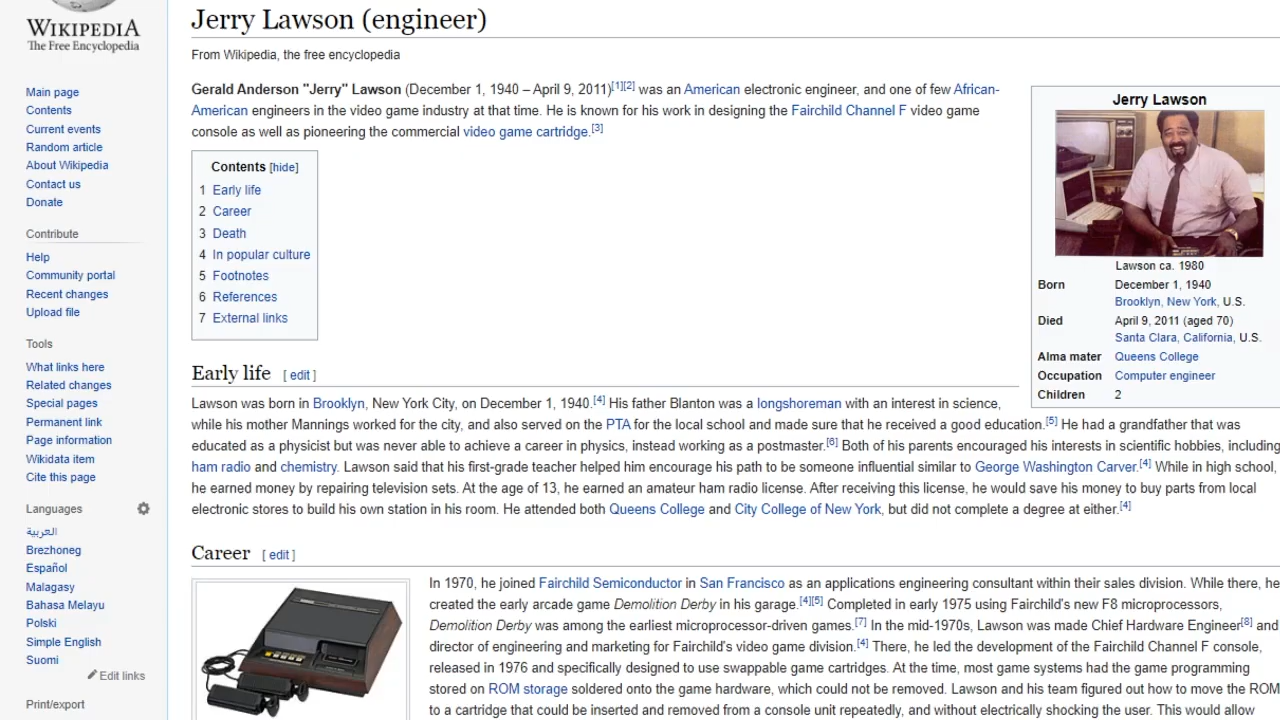 WIKIPEDIA
The Free Encyclopedia
Main page
Contents
Current events
Random article
About Wikipedia
Contact us
Donate
Contribute
Help
Community portal
Recent changes
Upload file
Tools
What links here
Related changes
Special pages
Permanent link
Page information
Wikidata item
Cite this page
Languages
العربية
Brezhoneg
Español
Malagasy
Bahasa Melayu
Polski
Simple English
Suomi
Edit links
Print/export
Jerry Lawson (engineer)
From Wikipedia, the free encyclopedia
Gerald Anderson "Jerry" Lawson (December 1, 1940 – April 9, 2011)[1][2] was an American electronic engineer, and one of few African-
American engineers in the video game industry at that time. He is known for his work in designing the Fairchild Channel F video game
console as well as pioneering the commercial video game cartridge.[3]
Contents [hide]
1 Early life
2 Career
3 Death
4 In popular culture
5 Footnotes
6 References
7 External links
Jerry Lawson
Lawson ca. 1980
Born December 1, 1940
Brooklyn, New York, U.S.
Died April 9, 2011 (aged 70)
Santa Clara, California, U.S.
Alma mater Queens College
Occupation Computer engineer
Children 2
Early life [ edit ]
Lawson was born in Brooklyn, New York City, on December 1, 1940.[4] His father Blanton was a longshoreman with an interest in science,
while his mother Mannings worked for the city, and also served on the PTA for the local school and made sure that he received a good education.[5] He had a grandfather that was
educated as a physicist but was never able to achieve a career in physics, instead working as a postmaster.[6] Both of his parents encouraged his interests in scientific hobbies, including
ham radio and chemistry. Lawson said that his first-grade teacher helped him encourage his path to be someone influential similar to George Washington Carver.[4] While in high school,
he earned money by repairing television sets. At the age of 13, he earned an amateur ham radio license. After receiving this license, he would save his money to buy parts from local
electronic stores to build his own station in his room. He attended both Queens College and City College of New York, but did not complete a degree at either.[4]
Career [ edit ]
In 1970, he joined Fairchild Semiconductor in San Francisco as an applications engineering consultant within their sales division. While there, he
created the early arcade game Demolition Derby in his garage.[4][5] Completed in early 1975 using Fairchild's new F8 microprocessors,
Demolition Derby was among the earliest microprocessor-driven games.[7] In the mid-1970s, Lawson was made Chief Hardware Engineer[8] and
director of engineering and marketing for Fairchild's video game division.[4] There, he led the development of the Fairchild Channel F console,
released in 1976 and specifically designed to use swappable game cartridges. At the time, most game systems had the game programming
stored on ROM storage soldered onto the game hardware, which could not be removed. Lawson and his team figured out how to move the ROM
to a cartridge that could be inserted and removed from a console unit repeatedly, and without electrically shocking the user. This would allow